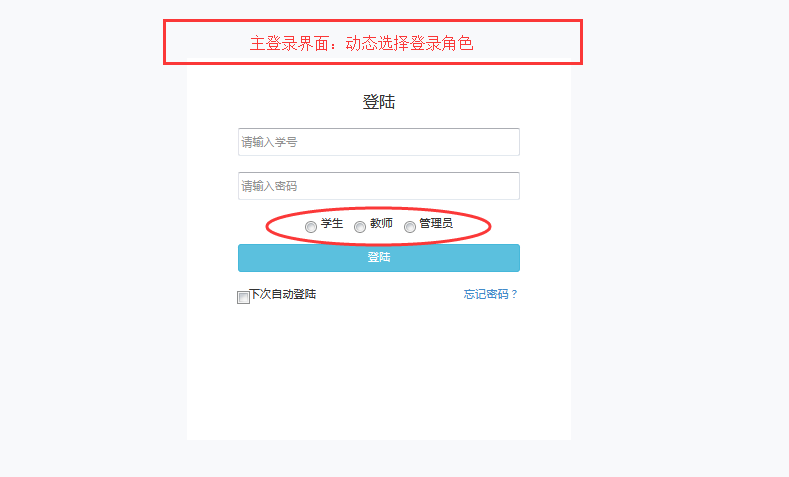 主登录界面：动态选择登录角色
登陆
请输入学号
请输入密码
学生 教师 管理员
登陆
下次自动登陆 忘记密码？